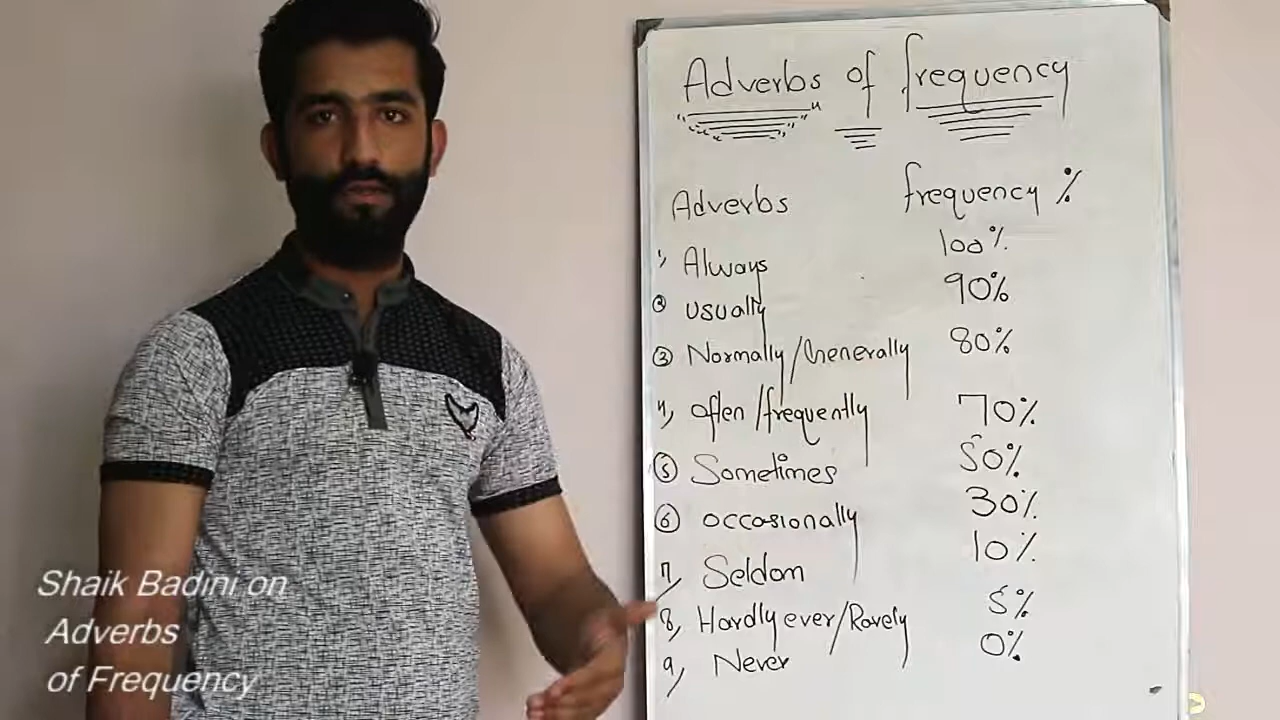 Adverbs of frequency
Adverbs frequency %
1, Always 100%
2 usually 90%
3 Normally/Generally 80%
4, often/frequently 70%
5 Sometimes 50%
6 occasionally 30%
7, Seldom 10%
8, Hardly ever/Rarely 5%
9, Never 0%
Shaik Badini on
Adverbs
of Frequency